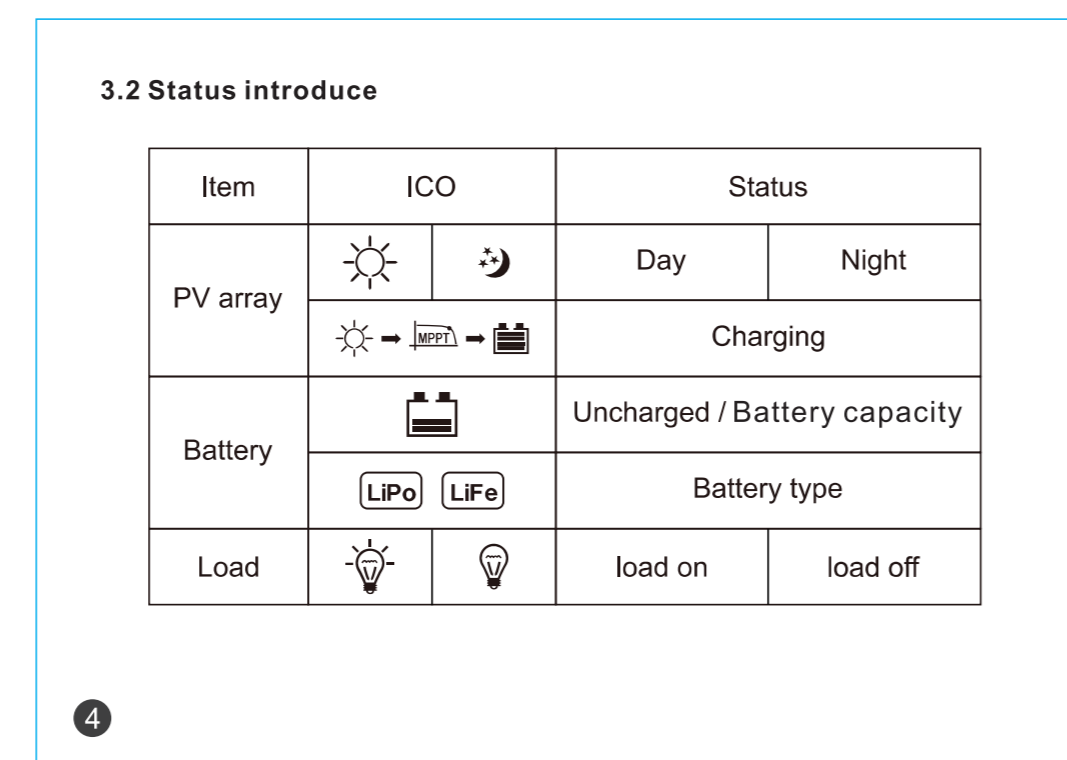 3.2 Status introduce
Item ICO Status
Day Night
PV array
MPPT Charging
Uncharged / Battery capacity
Battery
LiPo LiFe Battery type
Load load on load off
4